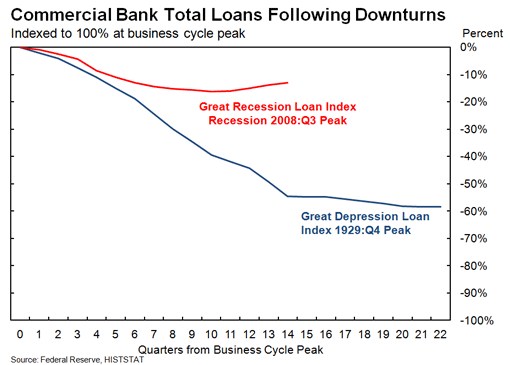 Commercial Bank Total Loans Following Downturns
Indexed to 100% at business cycle peak
Percent
0%
-10%
-20%
-30%
-40%
-50%
-60%
-70%
-80%
-90%
-100%
Great Recession Loan Index
Recession 2008:Q3 Peak
Great Depression Loan
Index 1929:Q4 Peak
0 1 2 3 4 5 6 7 8 9 10 11 12 13 14 15 16 17 18 19 20 21 22
Quarters from Business Cycle Peak
Source: Federal Reserve, HISTSTAT